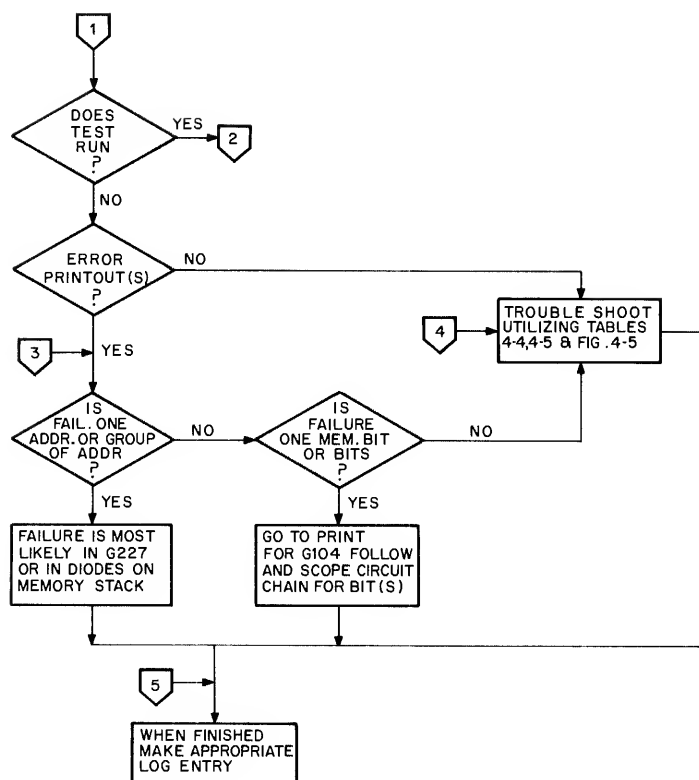 1
DOES
TEST
RUN
?
YES
2
NO
ERROR
PRINTOUT(S)
?
NO
YES
3
4
TROUBLE SHOOT
UTILIZING TABLES
4-4,4-5 & FIG.4-5
IS
FAIL. ONE
ADDR. OR GROUP
OF ADDR
?
NO
YES
IS
FAILURE
ONE MEM. BIT
OR BITS
?
NO
YES
FAILURE IS MOST
LIKELY IN G227
OR IN DIODES ON
MEMORY STACK
GO TO PRINT
FOR G104 FOLLOW
AND SCOPE CIRCUIT
CHAIN FOR BIT(S)
5
WHEN FINISHED
MAKE APPROPRIATE
LOG ENTRY